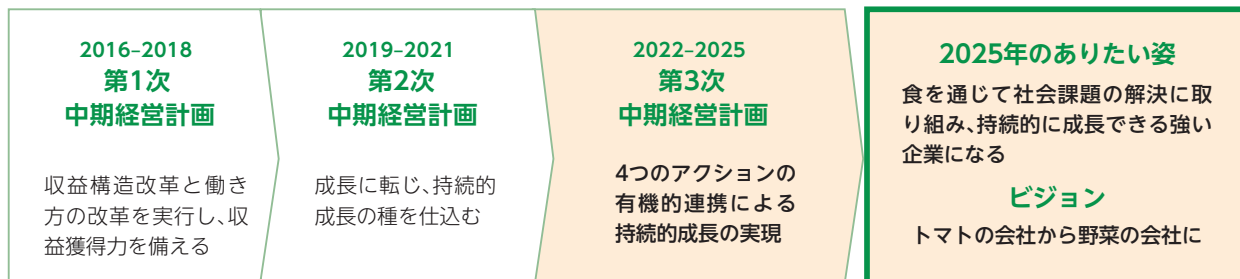 2016–2018
第1次
中期経営計画
収益構造改革と働き
方の改革を実行し、収
益獲得力を備える
2019–2021
第2次
中期経営計画
成長に転じ、持続的
成長の種を仕込む
2022–2025
第3次
中期経営計画
4つのアクションの
有機的連携による
持続的成長の実現
2025年のありたい姿
食を通じて社会課題の解決に取
り組み、持続的に成長できる強い
企業になる
ビジョン
トマトの会社から野菜の会社に